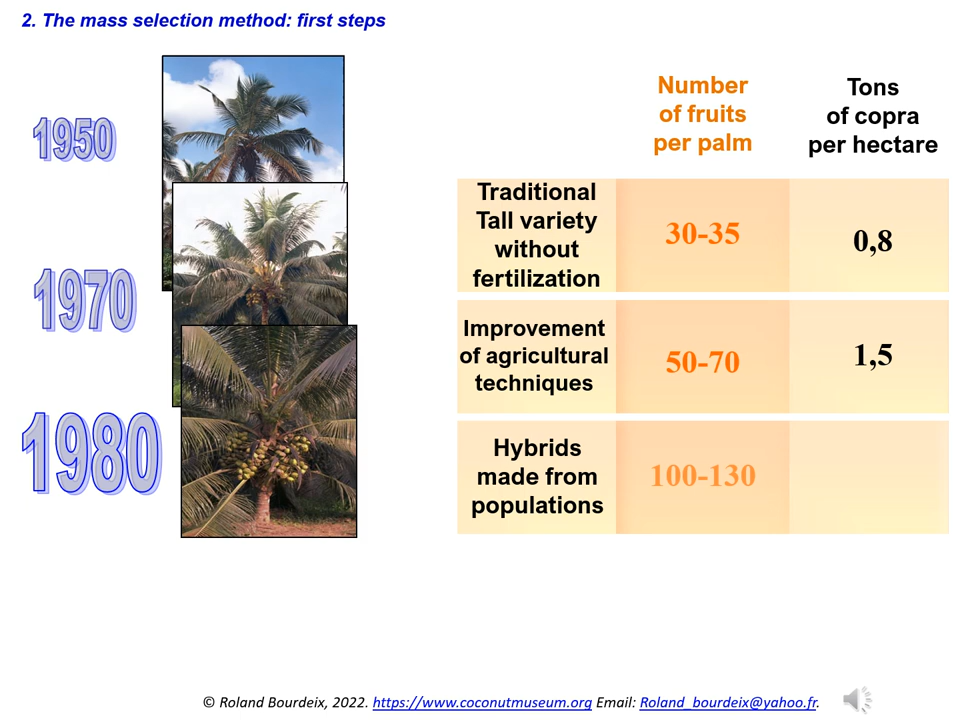 2. The mass selection method: first steps
1950
1970
1980
Number
of fruits
per palm
Tons
of copra
per hectare
Traditional
Tall variety
without
fertilization
30-35
0,8
Improvement
of agricultural
techniques
50-70
1,5
Hybrids
made from
populations
100-130
© Roland Bourdeix, 2022. https://www.coconutmuseum.org Email: Roland_bourdeix@yahoo.fr.